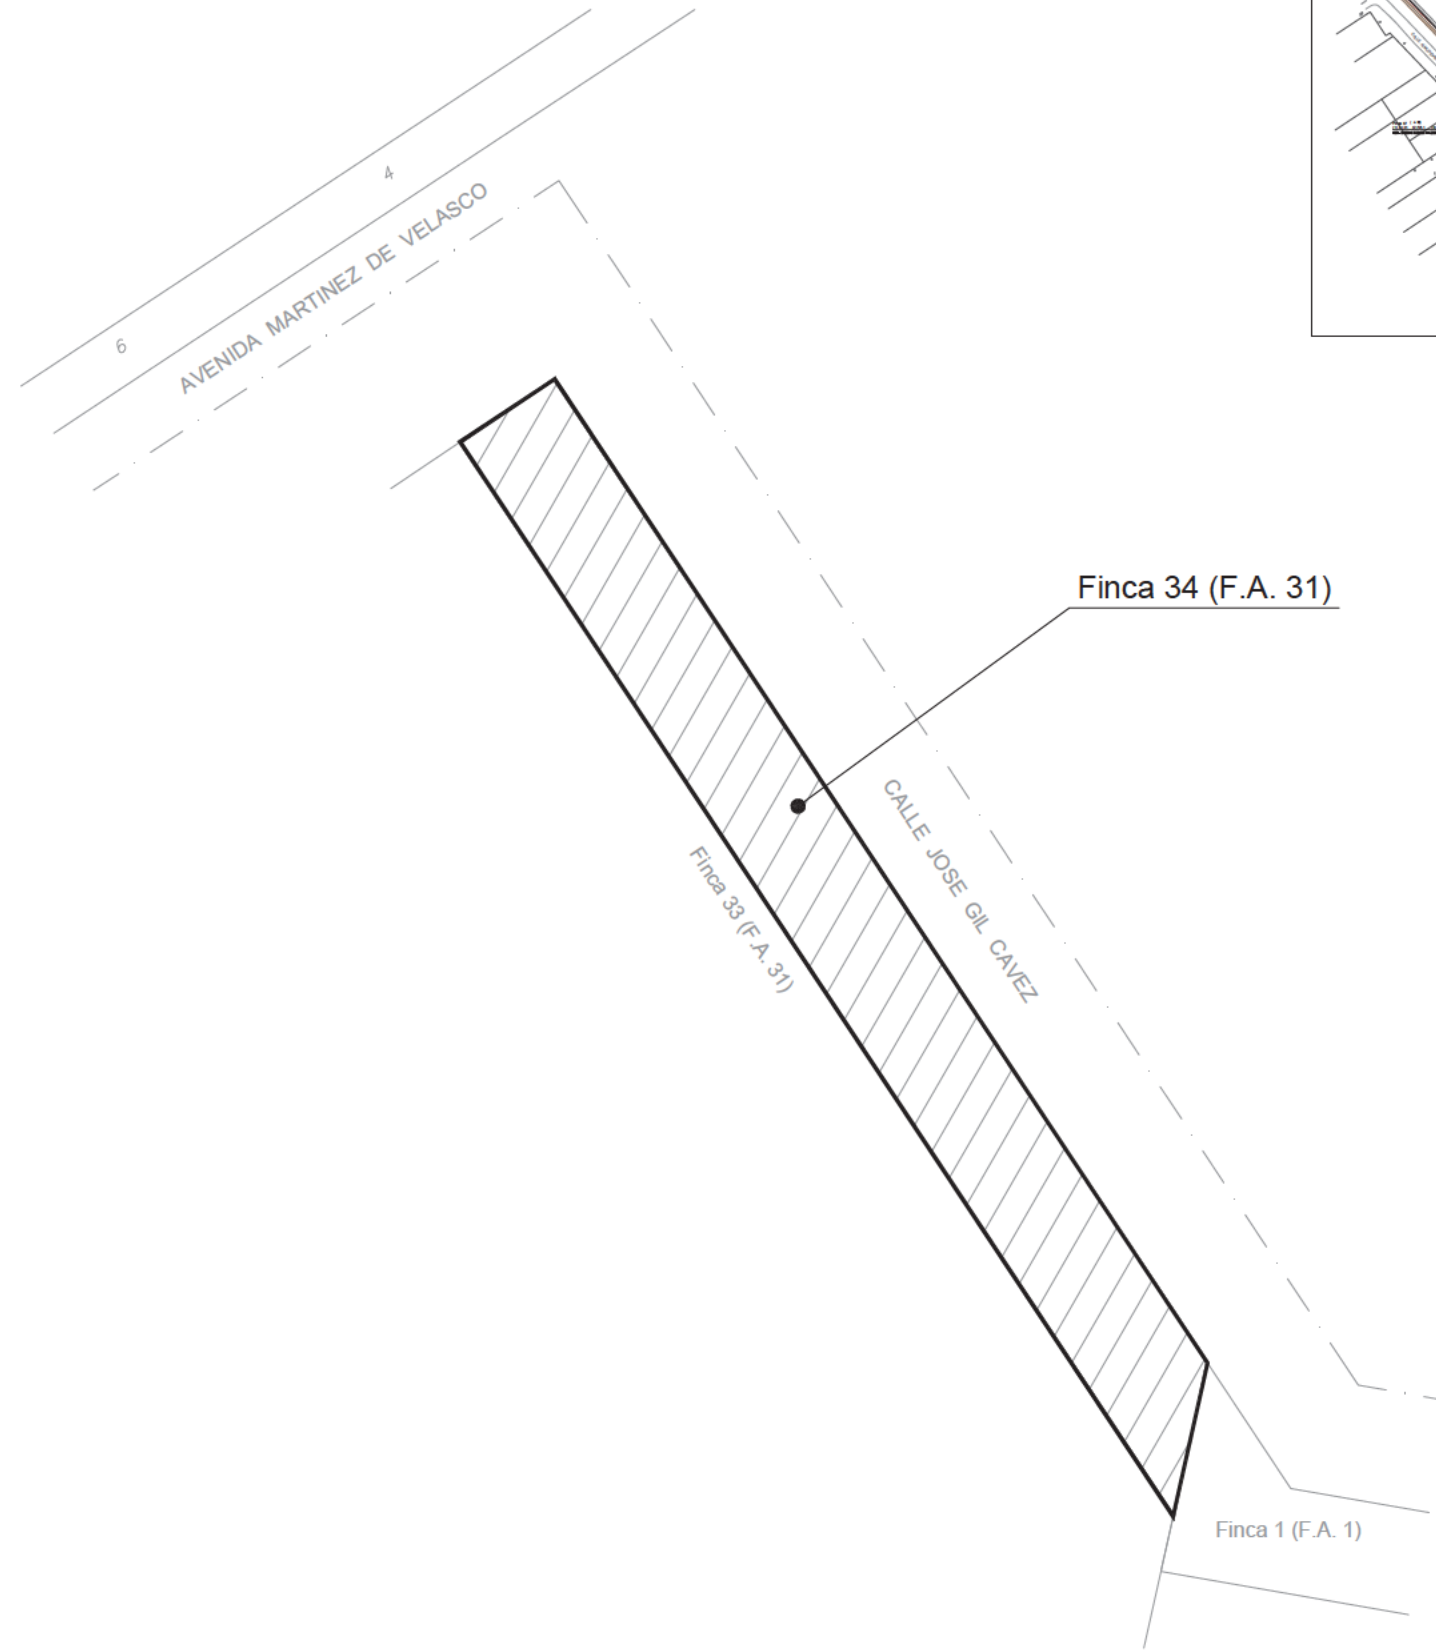 4
6
AVENIDA MARTINEZ DE VELASCO
Finca 34 (F.A. 31)
CALLE JOSE GIL CAVEZ
Finca 33 (F.A. 31)
Finca 1 (F.A. 1)